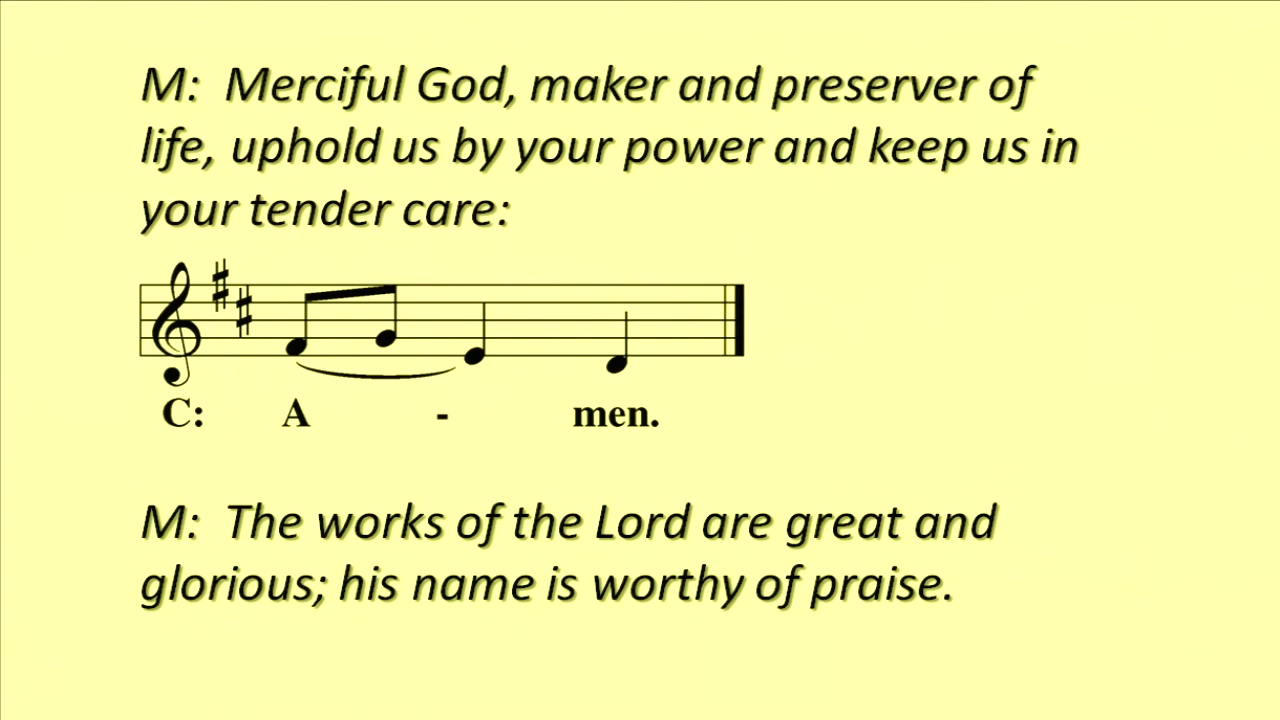 M: Merciful God, maker and preserver of
life, uphold us by your power and keep us in
your tender care:
C: A - men.
M: The works of the Lord are great and
glorious; his name is worthy of praise.